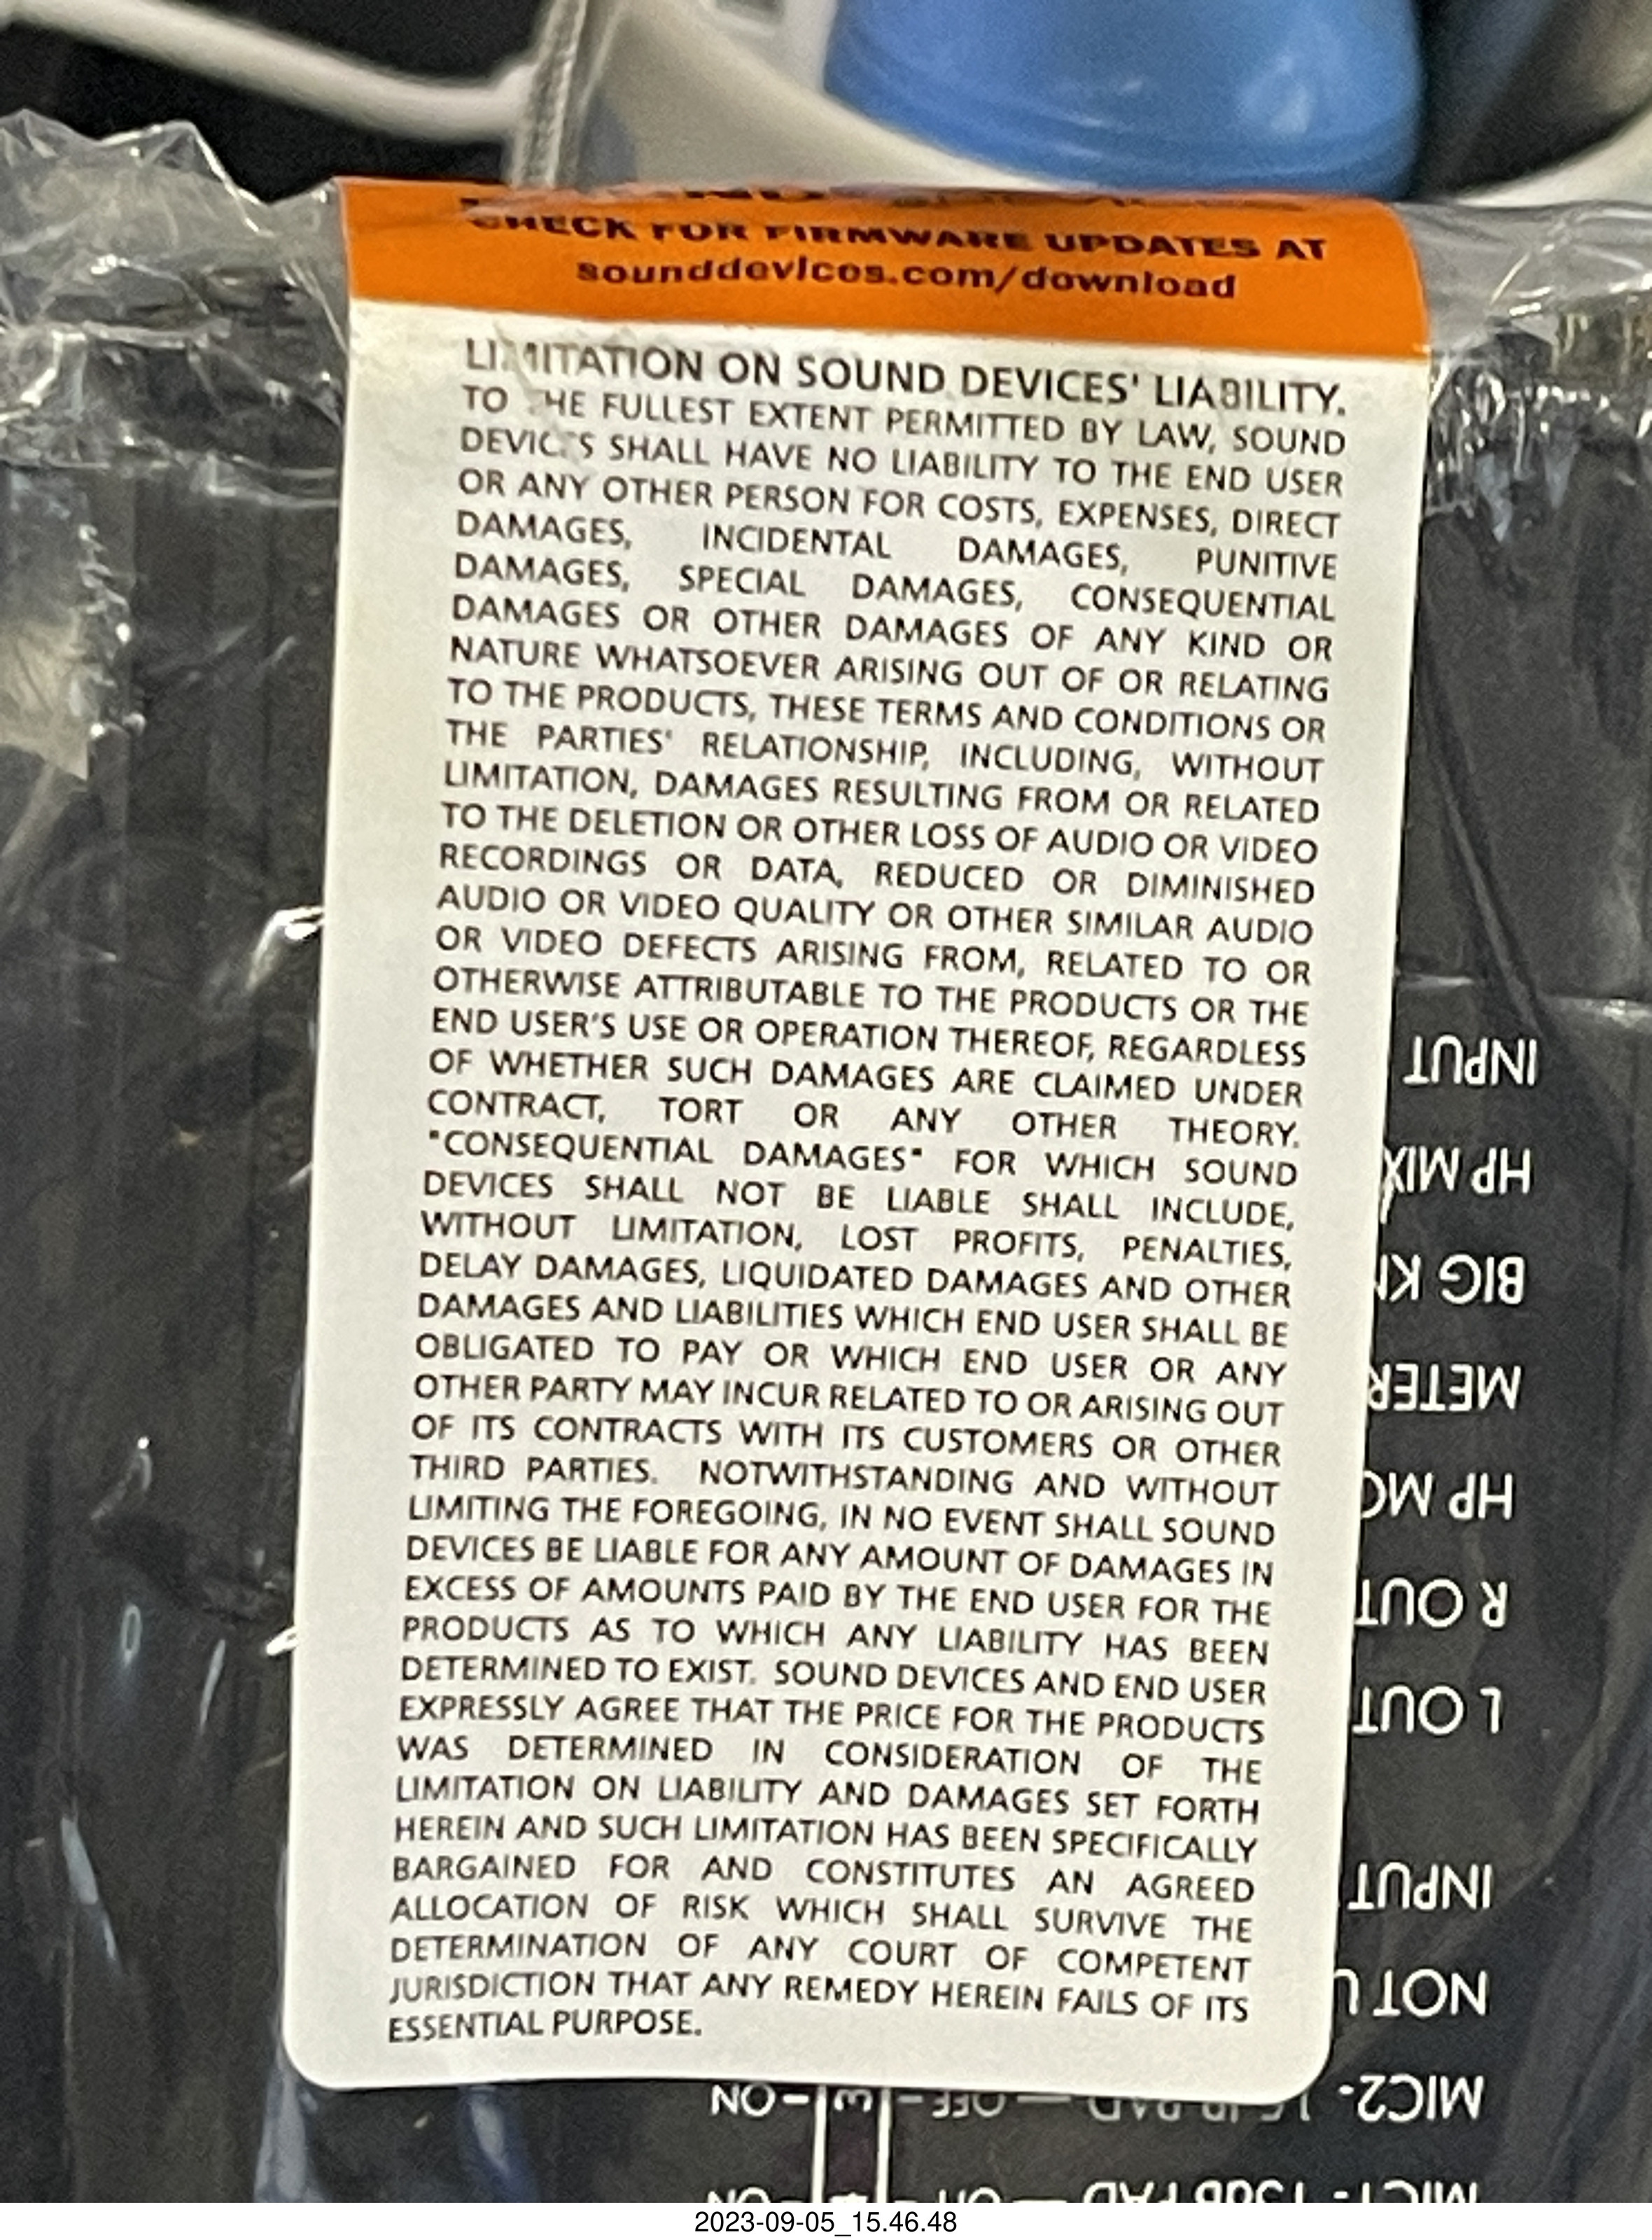 CHECK FOR FIRMWARE UPDATES AT
sounddevices.com/download
LIMITATION ON SOUND DEVICES' LIABILITY.
TO THE FULLEST EXTENT PERMITTED BY LAW, SOUND
DEVICES SHALL HAVE NO LIABILITY TO THE END USER
OR ANY OTHER PERSON FOR COSTS, EXPENSES, DIRECT
DAMAGES, INCIDENTAL DAMAGES, PUNITIVE
DAMAGES, SPECIAL DAMAGES, CONSEQUENTIAL
DAMAGES OR OTHER DAMAGES OF ANY KIND OR
NATURE WHATSOEVER ARISING OUT OF OR RELATING
TO THE PRODUCTS, THESE TERMS AND CONDITIONS OR
THE PARTIES' RELATIONSHIP, INCLUDING, WITHOUT
LIMITATION, DAMAGES RESULTING FROM OR RELATED
TO THE DELETION OR OTHER LOSS OF AUDIO OR VIDEO
RECORDINGS OR DATA, REDUCED OR DIMINISHED
AUDIO OR VIDEO QUALITY OR OTHER SIMILAR AUDIO
OR VIDEO DEFECTS ARISING FROM, RELATED TO OR
OTHERWISE ATTRIBUTABLE TO THE PRODUCTS OR THE
END USER'S USE OR OPERATION THEREOF, REGARDLESS
OF WHETHER SUCH DAMAGES ARE CLAIMED UNDER
CONTRACT, TORT OR ANY OTHER THEORY.
"CONSEQUENTIAL DAMAGES" FOR WHICH SOUND
DEVICES SHALL NOT BE LIABLE SHALL INCLUDE,
WITHOUT LIMITATION, LOST PROFITS, PENALTIES,
DELAY DAMAGES, LIQUIDATED DAMAGES AND OTHER
DAMAGES AND LIABILITIES WHICH END USER SHALL BE
OBLIGATED TO PAY OR WHICH END USER OR ANY
OTHER PARTY MAY INCUR RELATED TO OR ARISING OUT
OF ITS CONTRACTS WITH ITS CUSTOMERS OR OTHER
THIRD PARTIES. NOTWITHSTANDING AND WITHOUT
LIMITING THE FOREGOING, IN NO EVENT SHALL SOUND
DEVICES BE LIABLE FOR ANY AMOUNT OF DAMAGES IN
EXCESS OF AMOUNTS PAID BY THE END USER FOR THE
PRODUCTS AS TO WHICH ANY LIABILITY HAS BEEN
DETERMINED TO EXIST. SOUND DEVICES AND END USER
EXPRESSLY AGREE THAT THE PRICE FOR THE PRODUCTS
WAS DETERMINED IN CONSIDERATION OF THE
LIMITATION ON LIABILITY AND DAMAGES SET FORTH
HEREIN AND SUCH LIMITATION HAS BEEN SPECIFICALLY
BARGAINED FOR AND CONSTITUTES AN AGREED
ALLOCATION OF RISK WHICH SHALL SURVIVE THE
DETERMINATION OF ANY COURT OF COMPETENT
JURISDICTION THAT ANY REMEDY HEREIN FAILS OF ITS
ESSENTIAL PURPOSE.
INPUT
HP MIX
BIG KN
METER
HP MO
R OUT
L OUT
INPUT
NOT U
MIC2- 15dB PAD — OFF – 3 – ON
MIC1- 15dB PAD — OFF – – ON
2023-09-05_15.46.48